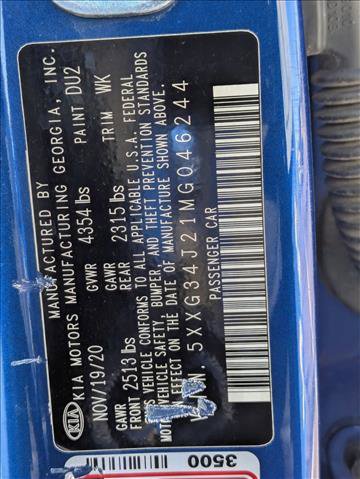 KIA
MANUFACTURED BY
KIA MOTORS MANUFACTURING GEORGIA, INC.
NOV/19/20 GVWR 4354 lbs PAINT DU2
GAWR GAWR
FRONT 2513 lbs REAR 2315 lbs TRIM WK
VEHICLE CONFORMS TO ALL APPLICABLE U.S.A. FEDERAL
MOTOR VEHICLE SAFETY, BUMPER, AND THEFT PREVENTION STANDARDS
EFFECT ON THE DATE OF MANUFACTURE SHOWN ABOVE.
5XXG34J21MG046244
PASSENGER CAR
3500